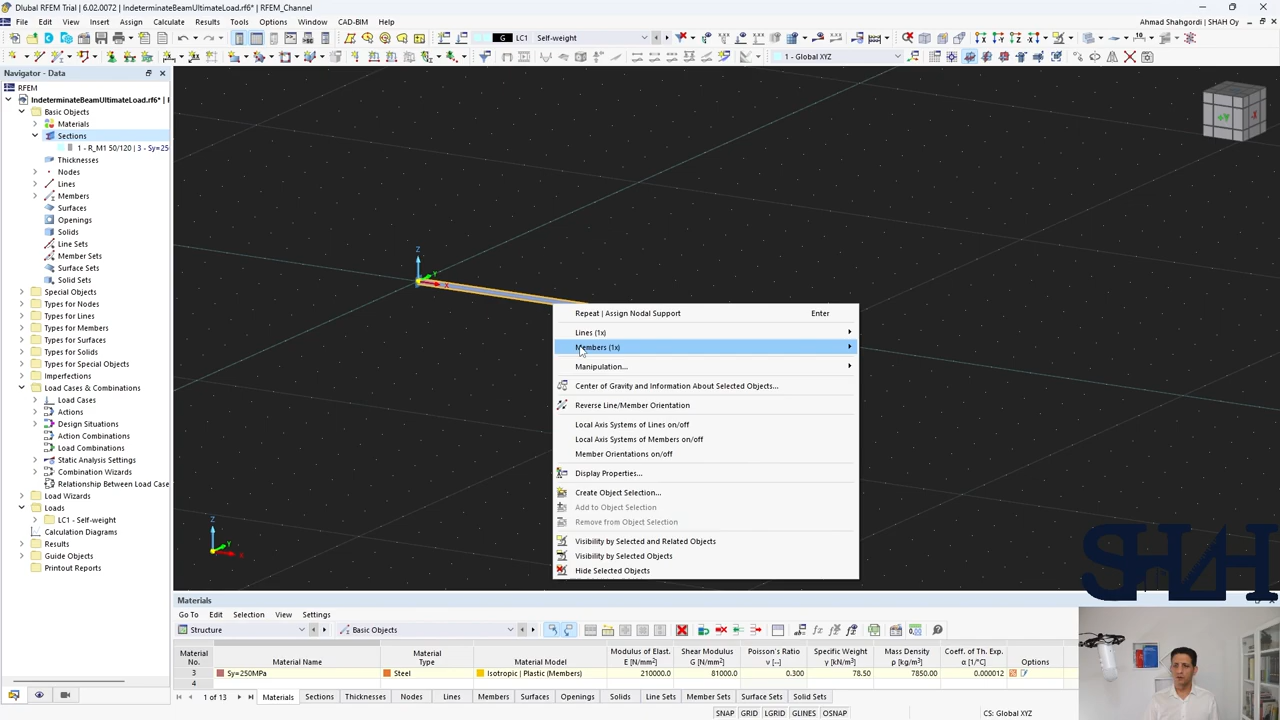 Dlubal RFEM Trial | 6.02.0072 | IndeterminateBeamUltimateLoad.rf6* | RFEM_Channel
File Edit View Insert Assign Calculate Results Tools Options Window CAD-BIM Help
Ahmad Shahgordi | SHAH Oy
G LC1 Self-weight
1 - Global XYZ
Navigator - Data
RFEM
IndeterminateBeamUltimateLoad.rf6* |
Basic Objects
Materials
Sections
1 - R_M1 50/120 | 3 - Sy=25
Thicknesses
Nodes
Lines
Members
Surfaces
Openings
Solids
Line Sets
Member Sets
Surface Sets
Solid Sets
Special Objects
Types for Nodes
Types for Lines
Types for Members
Types for Surfaces
Types for Solids
Types for Special Objects
Imperfections
Load Cases & Combinations
Load Cases
Actions
Design Situations
Action Combinations
Load Combinations
Static Analysis Settings
Combination Wizards
Relationship Between Load Case
Load Wizards
Loads
LC1 - Self-weight
Calculation Diagrams
Results
Guide Objects
Printout Reports
+Y -X
Z
Y
X
Repeat | Assign Nodal Support Enter
Lines (1x)
Members (1x)
Manipulation...
Center of Gravity and Information About Selected Objects...
Reverse Line/Member Orientation
Local Axis Systems of Lines on/off
Local Axis Systems of Members on/off
Member Orientations on/off
Display Properties...
Create Object Selection...
Add to Object Selection
Remove from Object Selection
Visibility by Selected and Related Objects
Visibility by Selected Objects
Hide Selected Objects
Z
Y
X
SHAH
Materials
Go To Edit Selection View Settings
Structure Basic Objects
Material No. Material Name Material Type Material Model Modulus of Elast. E [N/mm²] Shear Modulus G [N/mm²] Poisson's Ratio ν [--] Specific Weight γ [kN/m³] Mass Density ρ [kg/m³] Coeff. of Th. Exp. α [1/°C] Options
3 Sy=250MPa Steel Isotropic | Plastic (Members) 210000.0 81000.0 0.300 78.50 7850.00 0.000012
4
1 of 13 Materials Sections Thicknesses Nodes Lines Members Surfaces Openings Solids Line Sets Member Sets Surface Sets Solid Sets
SNAP GRID LGRID GLINES OSNAP CS: Global XYZ